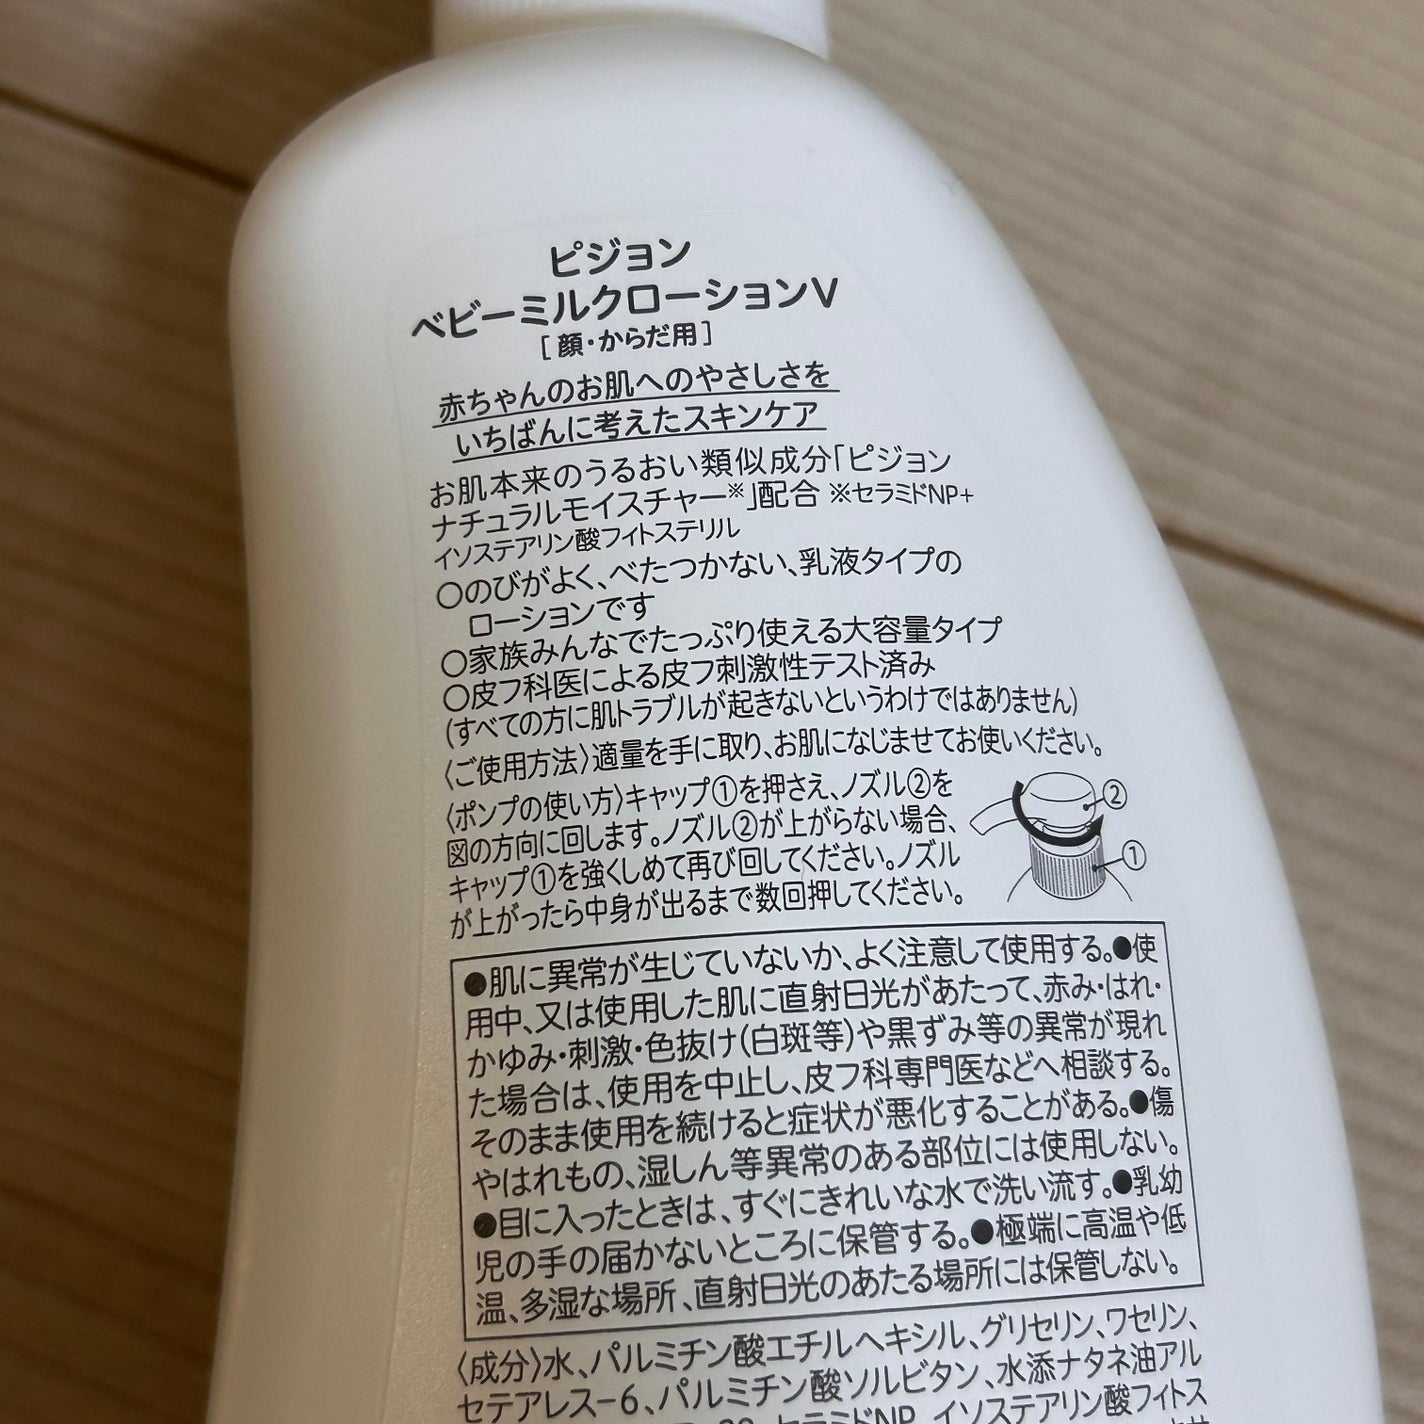 ピジョン
ベビーミルクローションV
[ 顔・からだ用 ]
赤ちゃんのお肌へのやさしさを
いちばんに考えたスキンケア
お肌本来のうるおい類似成分「ピジョン
ナチュラルモイスチャー※」配合 ※セラミドNP+
イソステアリン酸フィトステリル
○のびがよく、べたつかない、乳液タイプの
ローションです
○家族みんなでたっぷり使える大容量タイプ
○皮フ科医による皮フ刺激性テスト済み
(すべての方に肌トラブルが起きないというわけではありません)
〈ご使用方法〉適量を手に取り、お肌になじませてお使いください。
〈ポンプの使い方〉キャップ①を押さえ、ノズル②を
図の方向に回します。ノズル②が上がらない場合、
キャップ①を強くしめて再び回してください。ノズル
が上がったら中身が出るまで数回押してください。
②
①
●肌に異常が生じていないか、よく注意して使用する。●使
用中、又は使用した肌に直射日光があたって、赤み・はれ・
かゆみ・刺激・色抜け(白斑等)や黒ずみ等の異常が現れ
た場合は、使用を中止し、皮フ科専門医などへ相談する。
そのまま使用を続けると症状が悪化することがある。●傷
やはれもの、湿しん等異常のある部位には使用しない。
●目に入ったときは、すぐにきれいな水で洗い流す。●乳幼
児の手の届かないところに保管する。●極端に高温や低
温、多湿な場所、直射日光のあたる場所には保管しない。
〈成分〉水、パルミチン酸エチルヘキシル、グリセリン、ワセリン、
セテアレス-6、パルミチン酸ソルビタン、水添ナタネ油アル
セラミドNP、イソステアリン酸フィトス